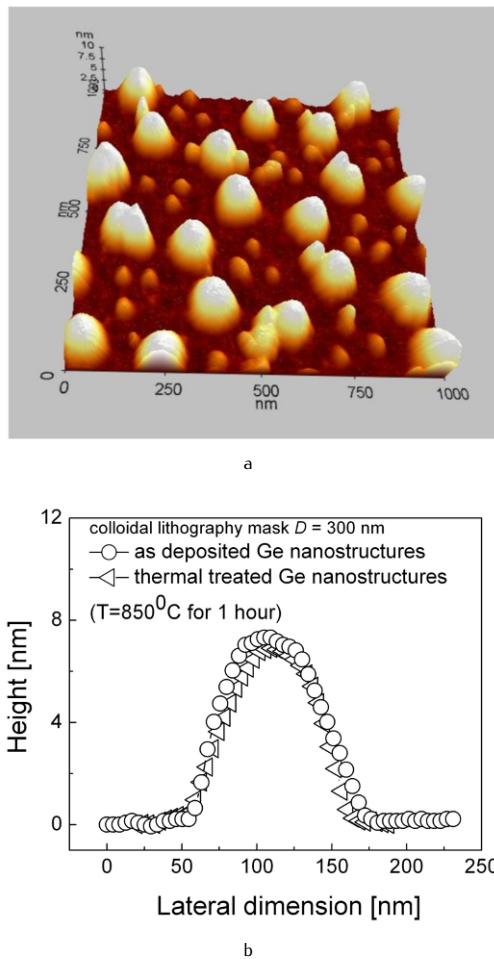 nm
10
7.5
5
2.5
750
500
nm
250
0
0
250
500
750
1000
nm
a
12
colloidal lithography mask D = 300 nm
as deposited Ge nanostructures
thermal treated Ge nanostructures
(T=850⁰C for 1 hour)
8
4
0
Height [nm]
0 50 100 150 200 250
Lateral dimension [nm]
b